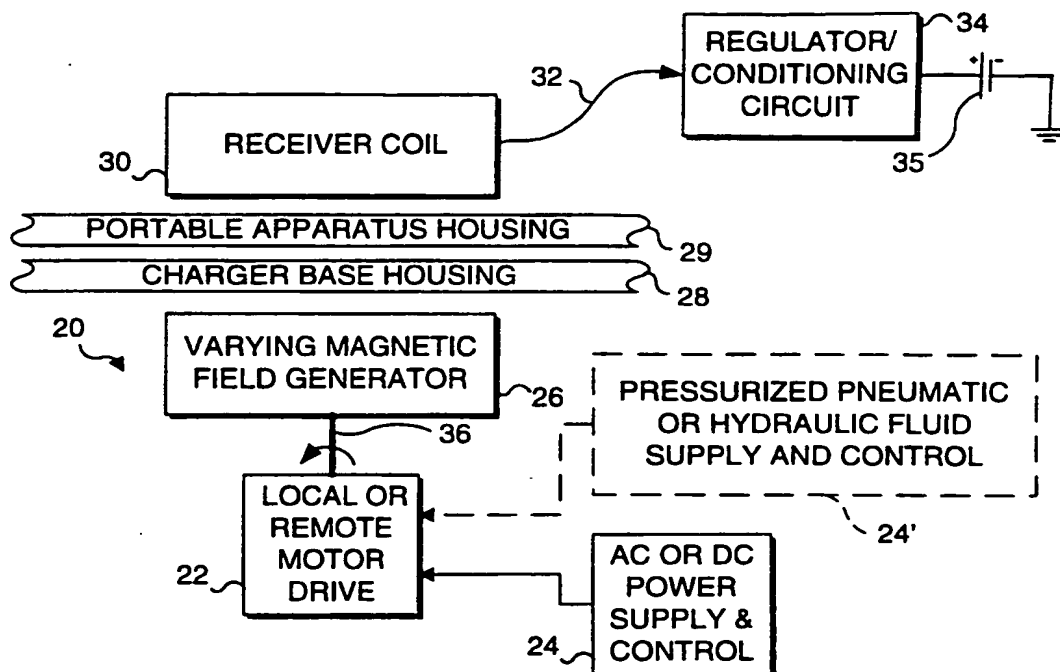 34
REGULATOR/
CONDITIONING
CIRCUIT
+ -
32
35
RECEIVER COIL
30
PORTABLE APPARATUS HOUSING
29
CHARGER BASE HOUSING
28
20
VARYING MAGNETIC
FIELD GENERATOR
26
36
PRESSURIZED PNEUMATIC
OR HYDRAULIC FLUID
SUPPLY AND CONTROL
24'
LOCAL OR
REMOTE
MOTOR
DRIVE
22
AC OR DC
POWER
SUPPLY &
CONTROL
24